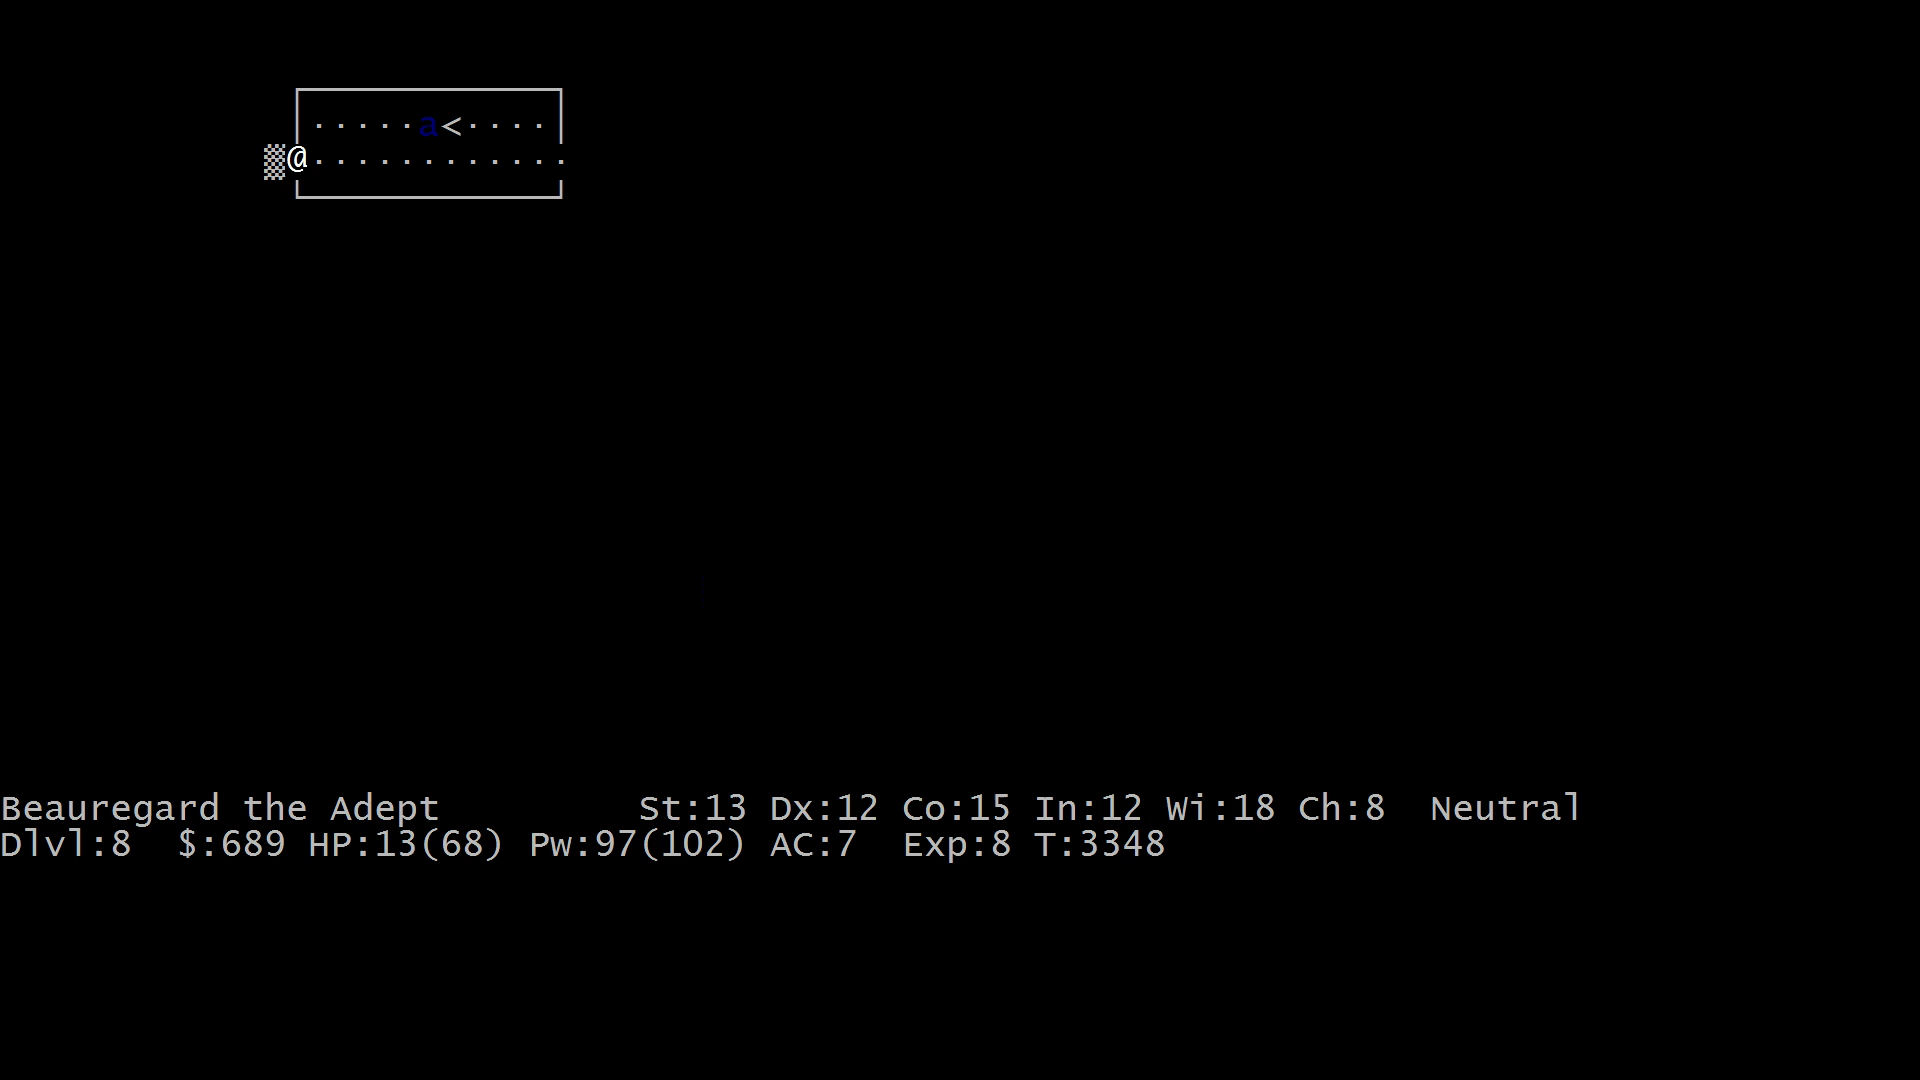 ·····a<····
▒@············
Beauregard the Adept St:13 Dx:12 Co:15 In:12 Wi:18 Ch:8 Neutral
Dlvl:8 $:689 HP:13(68) Pw:97(102) AC:7 Exp:8 T:3348